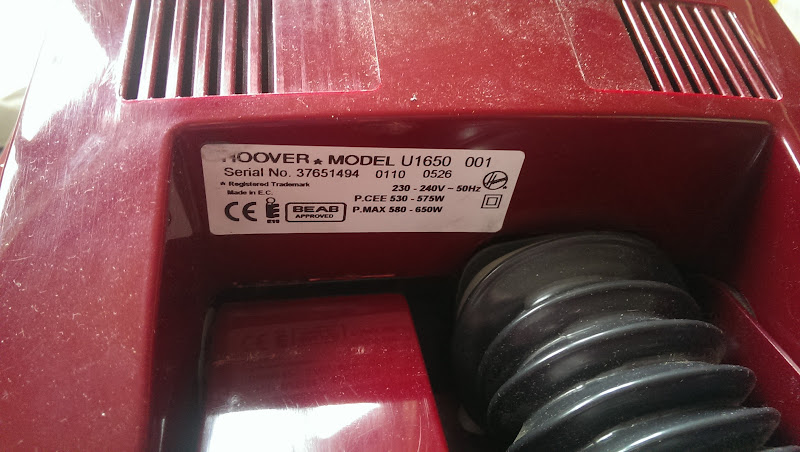 HOOVER * MODEL U1650 001
Serial No. 37651494 0110 0526
* Registered Trademark
Made in E.C.
230 - 240V ~ 50Hz
P.CEE 530 - 575W
P.MAX 580 - 650W
CE
BEAB
APPROVED